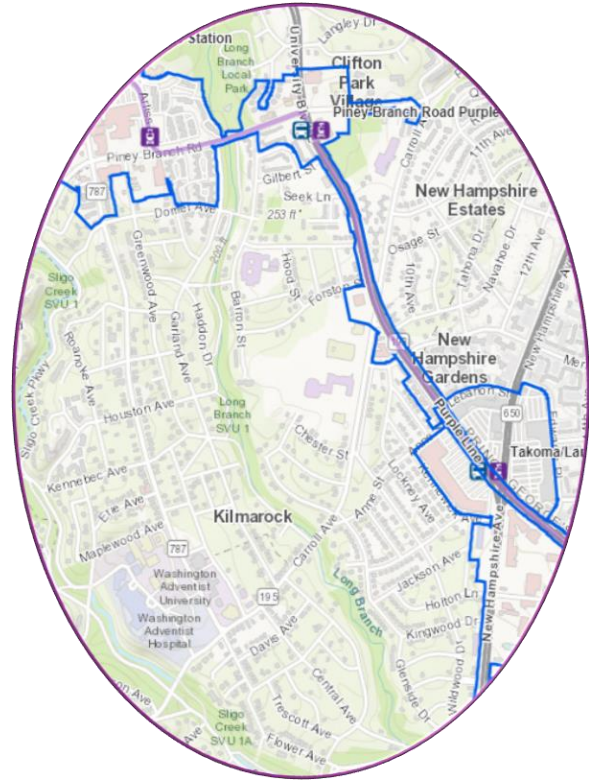 Langley Dr
Station
University B
Long
Branch
Local
Park
Clifton
Park
Village
Piney Branch Road Purple
Piney Branch Rd
Carroll A
11th Ave
787
Gilbert St
Seek Ln
253 ft
Domer Ave
New Hampshire
Estates
Osage St
Tahona Dr
Navahoe Dr
12th Ave
10th Ave
Greenwood Ave
Hood St
Forston
Sligo
Creek
SVU 1
Garland Ave
Haddon Dr
Barron St
New Hampshire Av
New
Hampshire
Gardens
Mer
Roanoke Ave
Sligo Creek Pkwy
Lebanon St
650
Houston Ave
Long
Branch
SVU 1
Purple Line
Chester St
Takoma/La
Kennebec Ave
Lockney Ave
Anne St
Etie Ave
Kilmarock
Maplewood Ave
Carroll Ave
787
New Hampshire Ave
Washington
Adventist
University
Jackson Ave
195
Long Branch
Holton Ln
Washington
Adventist
Hospital
Kingwood Dr
Davis Ave
Glenside Dr
Wildwood D
Central Ave
Trescott Ave
Sligo
Creek
SVU 1A
Flower Ave
on Ave
Ave